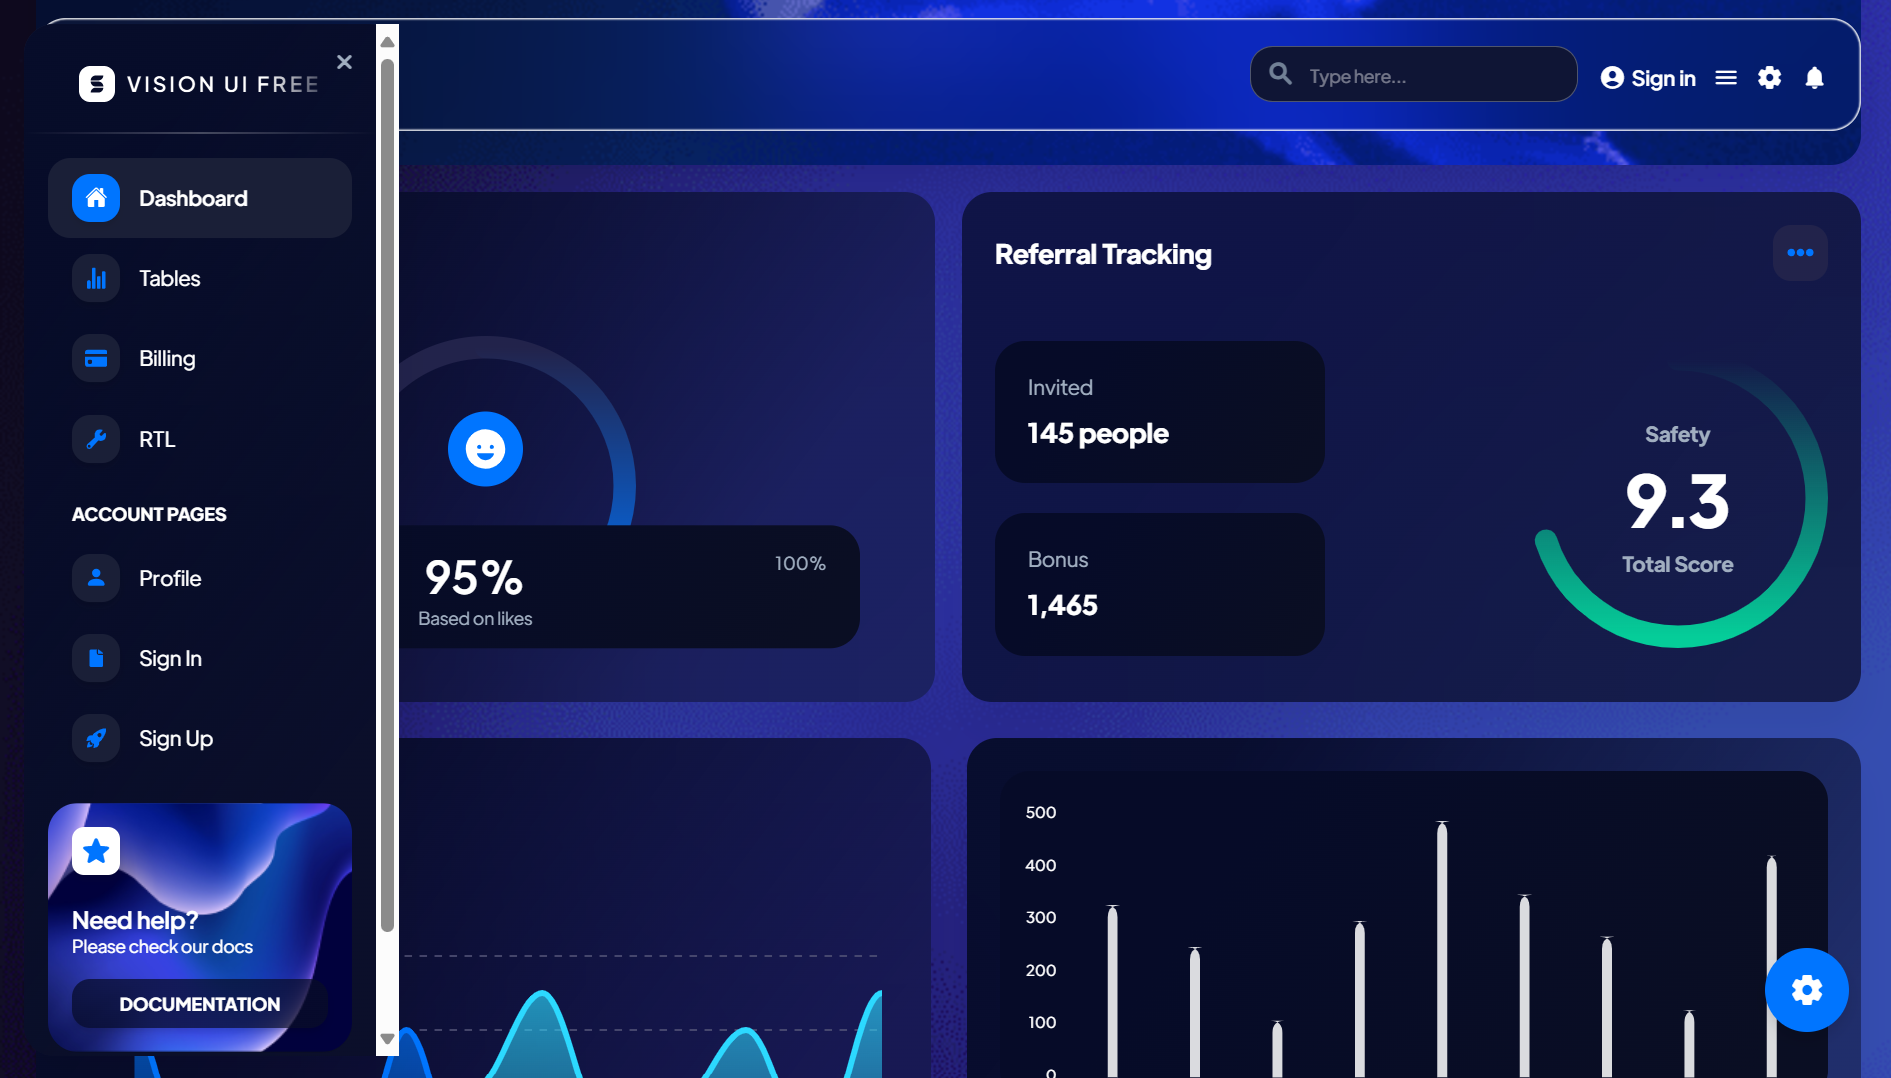 VISION UI FREE
Dashboard
Tables
Billing
RTL
ACCOUNT PAGES
Profile
Sign In
Sign Up
Need help?
Please check our docs
DOCUMENTATION
Type here...
Sign in
95%
Based on likes
100%
Referral Tracking
Invited
145 people
Bonus
1,465
Safety
9.3
Total Score
500
400
300
200
100
0